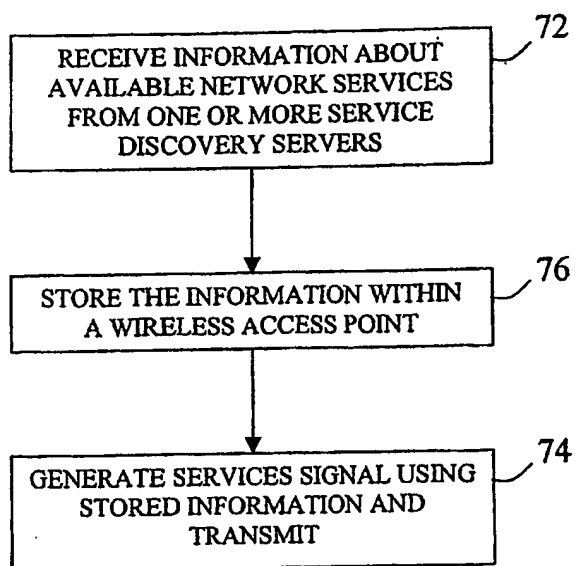 72
RECEIVE INFORMATION ABOUT
AVAILABLE NETWORK SERVICES
FROM ONE OR MORE SERVICE
DISCOVERY SERVERS
76
STORE THE INFORMATION WITHIN
A WIRELESS ACCESS POINT
74
GENERATE SERVICES SIGNAL USING
STORED INFORMATION AND
TRANSMIT